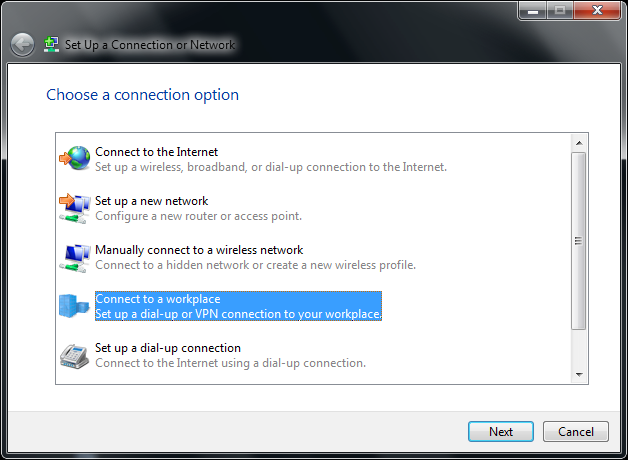 Set Up a Connection or Network
Choose a connection option
Connect to the Internet
Set up a wireless, broadband, or dial-up connection to the Internet.
Set up a new network
Configure a new router or access point.
Manually connect to a wireless network
Connect to a hidden network or create a new wireless profile.
Connect to a workplace
Set up a dial-up or VPN connection to your workplace.
Set up a dial-up connection
Connect to the Internet using a dial-up connection.
Next
Cancel